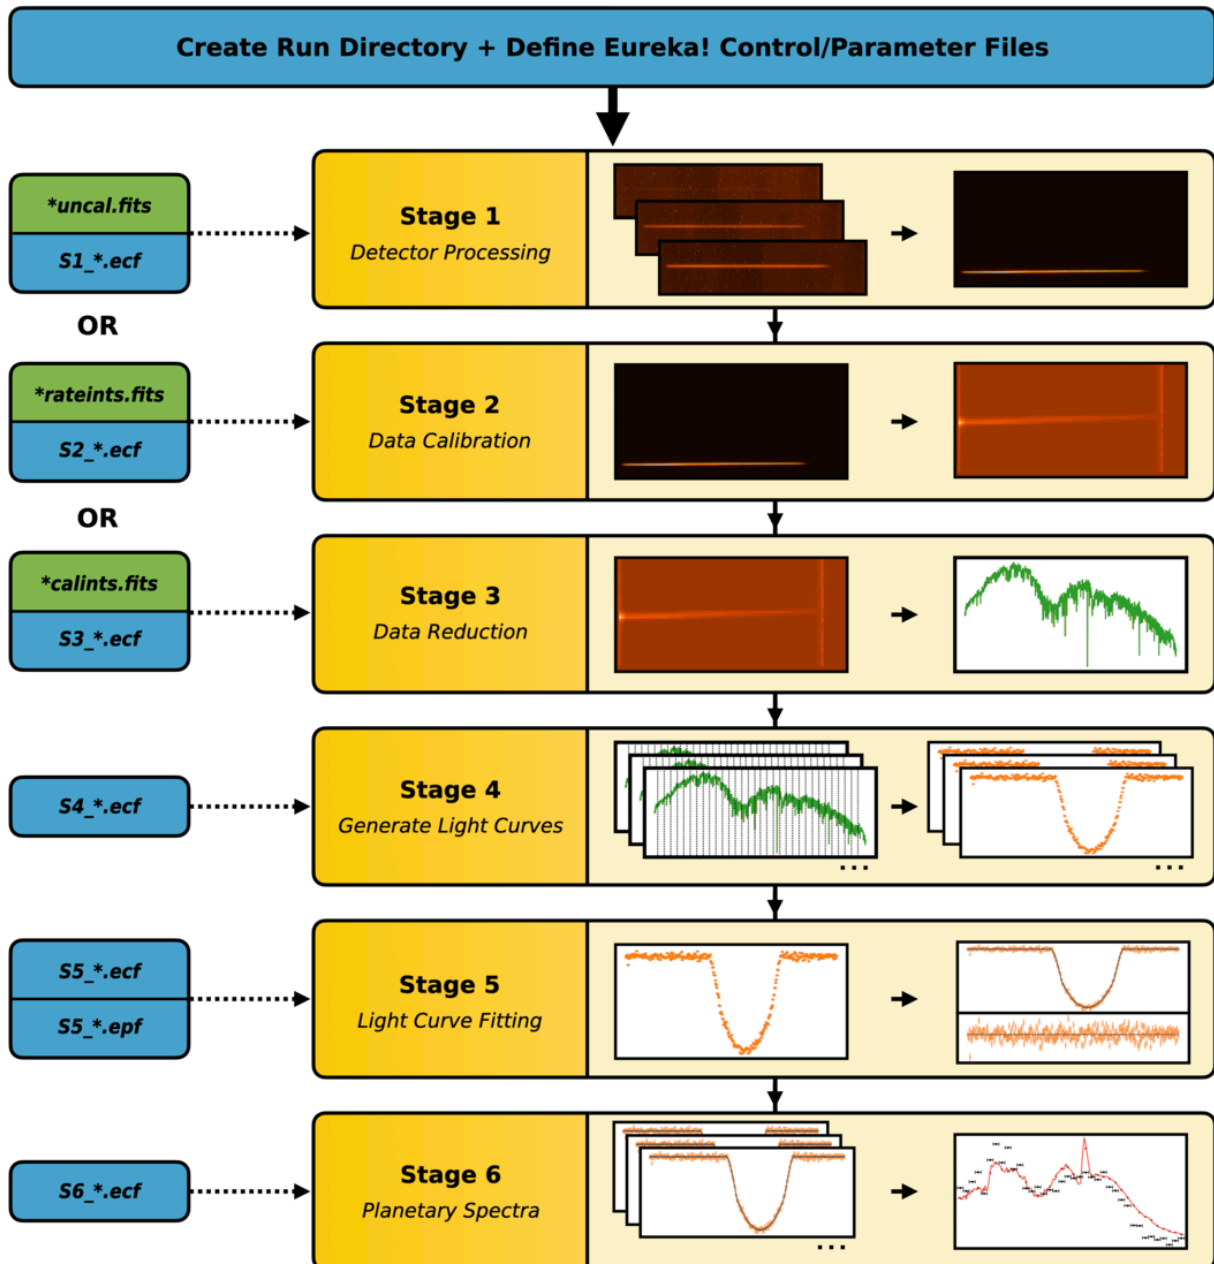 Create Run Directory + Define Eureka! Control/Parameter Files
*uncal.fits
S1_*.ecf
Stage 1
Detector Processing
OR
*rateints.fits
S2_*.ecf
Stage 2
Data Calibration
OR
*calints.fits
S3_*.ecf
Stage 3
Data Reduction
S4_*.ecf
Stage 4
Generate Light Curves
...
...
S5_*.ecf
S5_*.epf
Stage 5
Light Curve Fitting
S6_*.ecf
Stage 6
Planetary Spectra
...